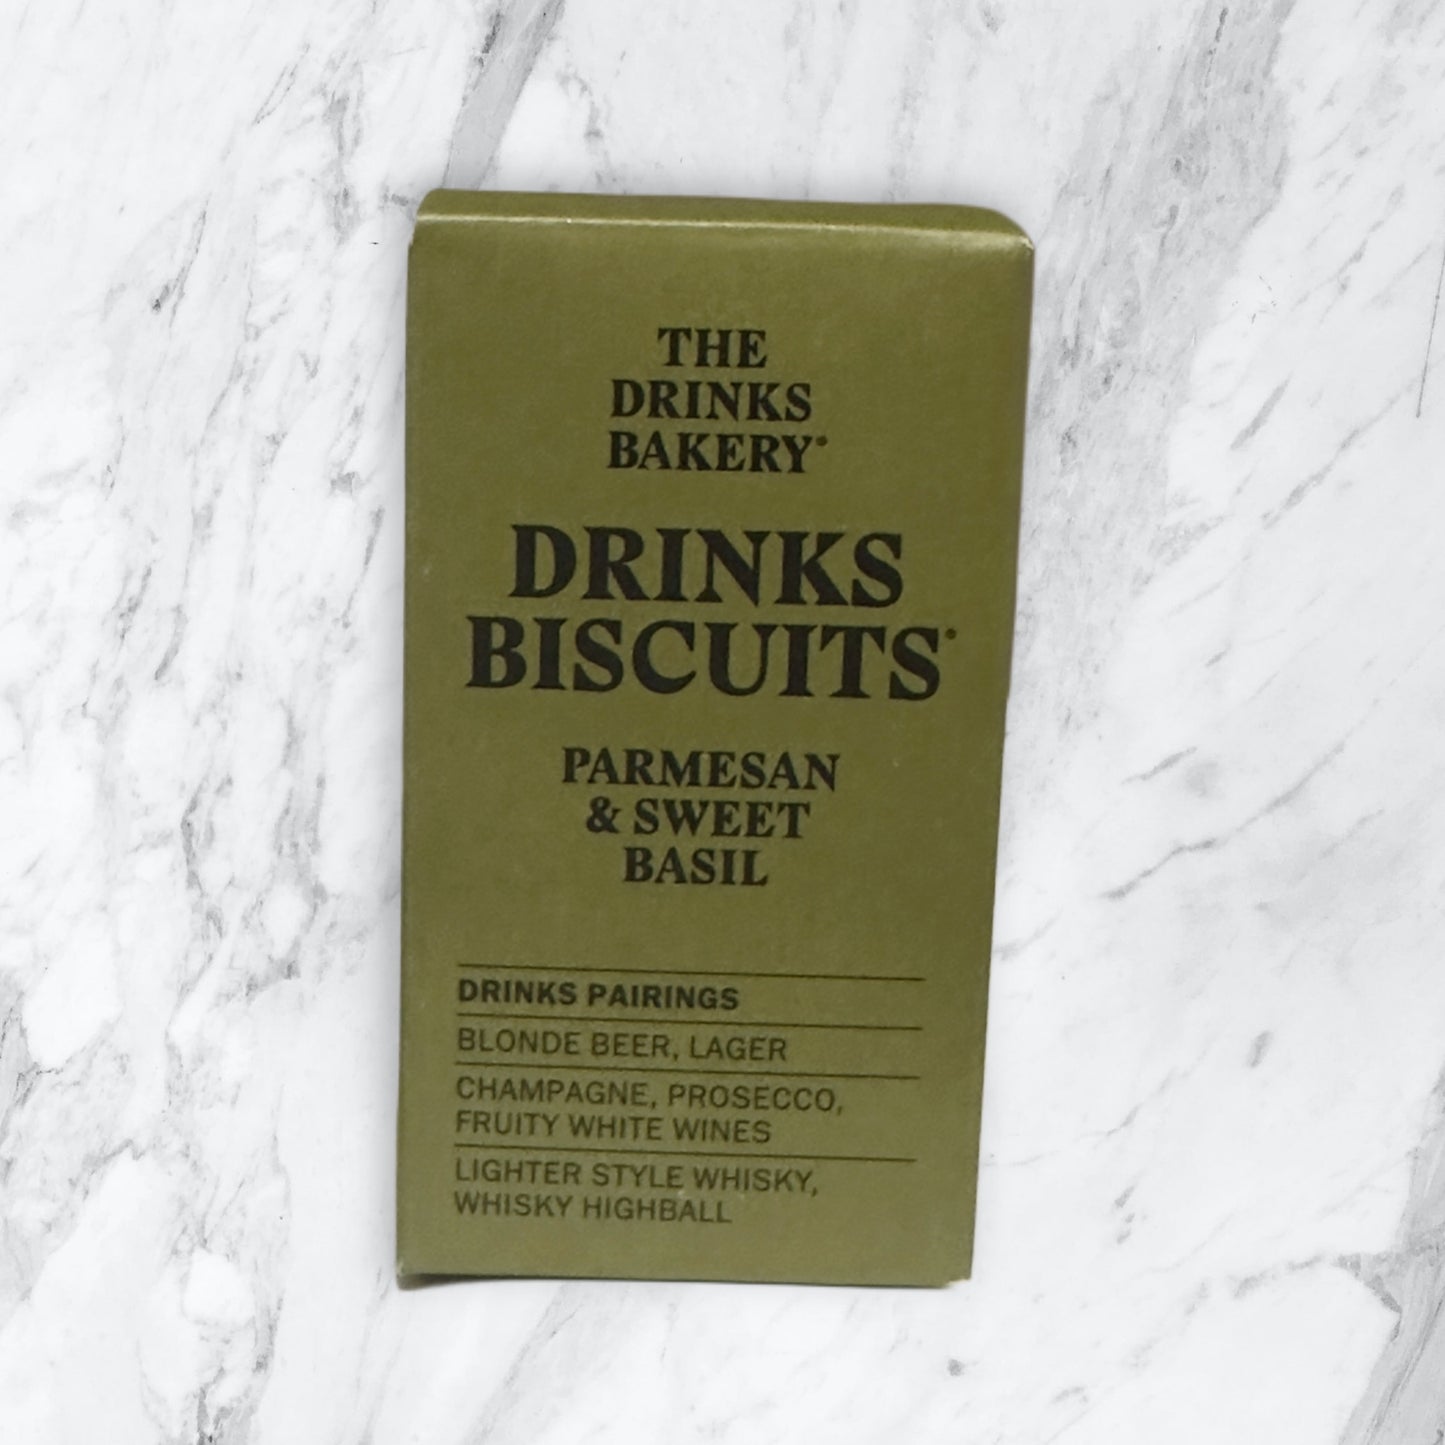 THE
DRINKS
BAKERY®
DRINKS
BISCUITS®
PARMESAN
& SWEET
BASIL
DRINKS PAIRINGS
BLONDE BEER, LAGER
CHAMPAGNE, PROSECCO,
FRUITY WHITE WINES
LIGHTER STYLE WHISKY,
WHISKY HIGHBALL